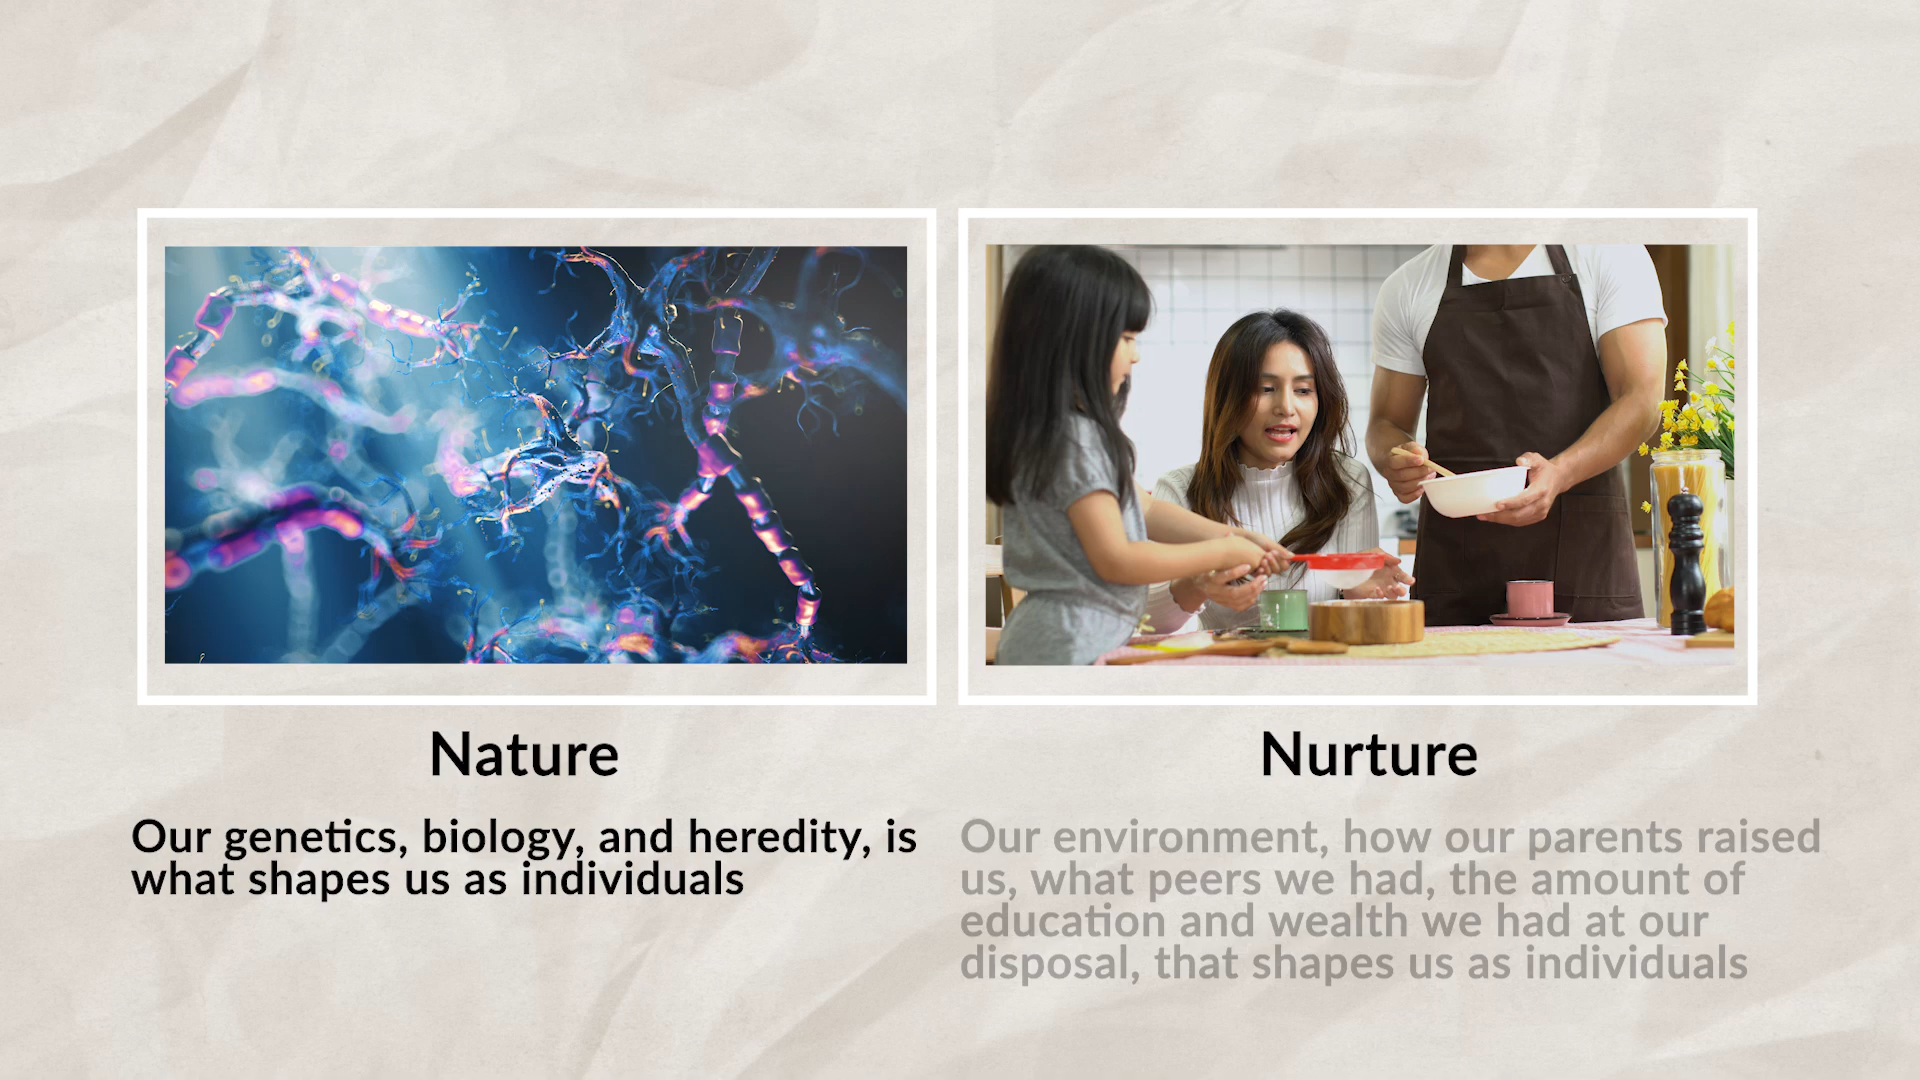 Nature
Our genetics, biology, and heredity, is
what shapes us as individuals
Nurture
Our environment, how our parents raised
us, what peers we had, the amount of
education and wealth we had at our
disposal, that shapes us as individuals